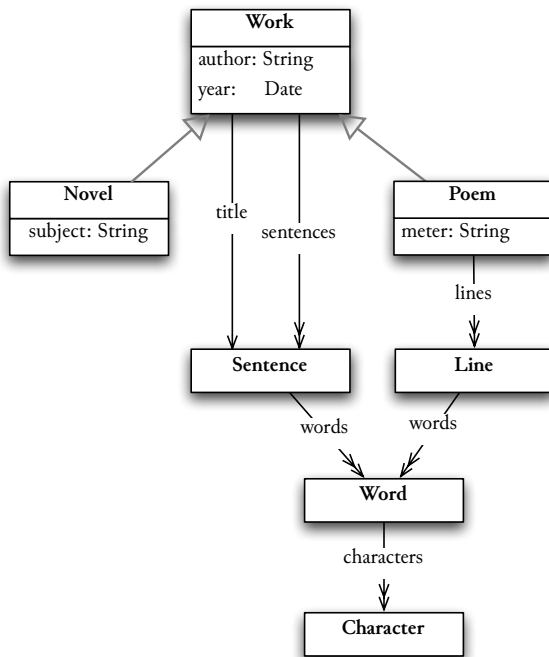 Work
author: String
year: Date
Novel
subject: String
Poem
meter: String
title
sentences
lines
Sentence
Line
words
words
Word
characters
Character